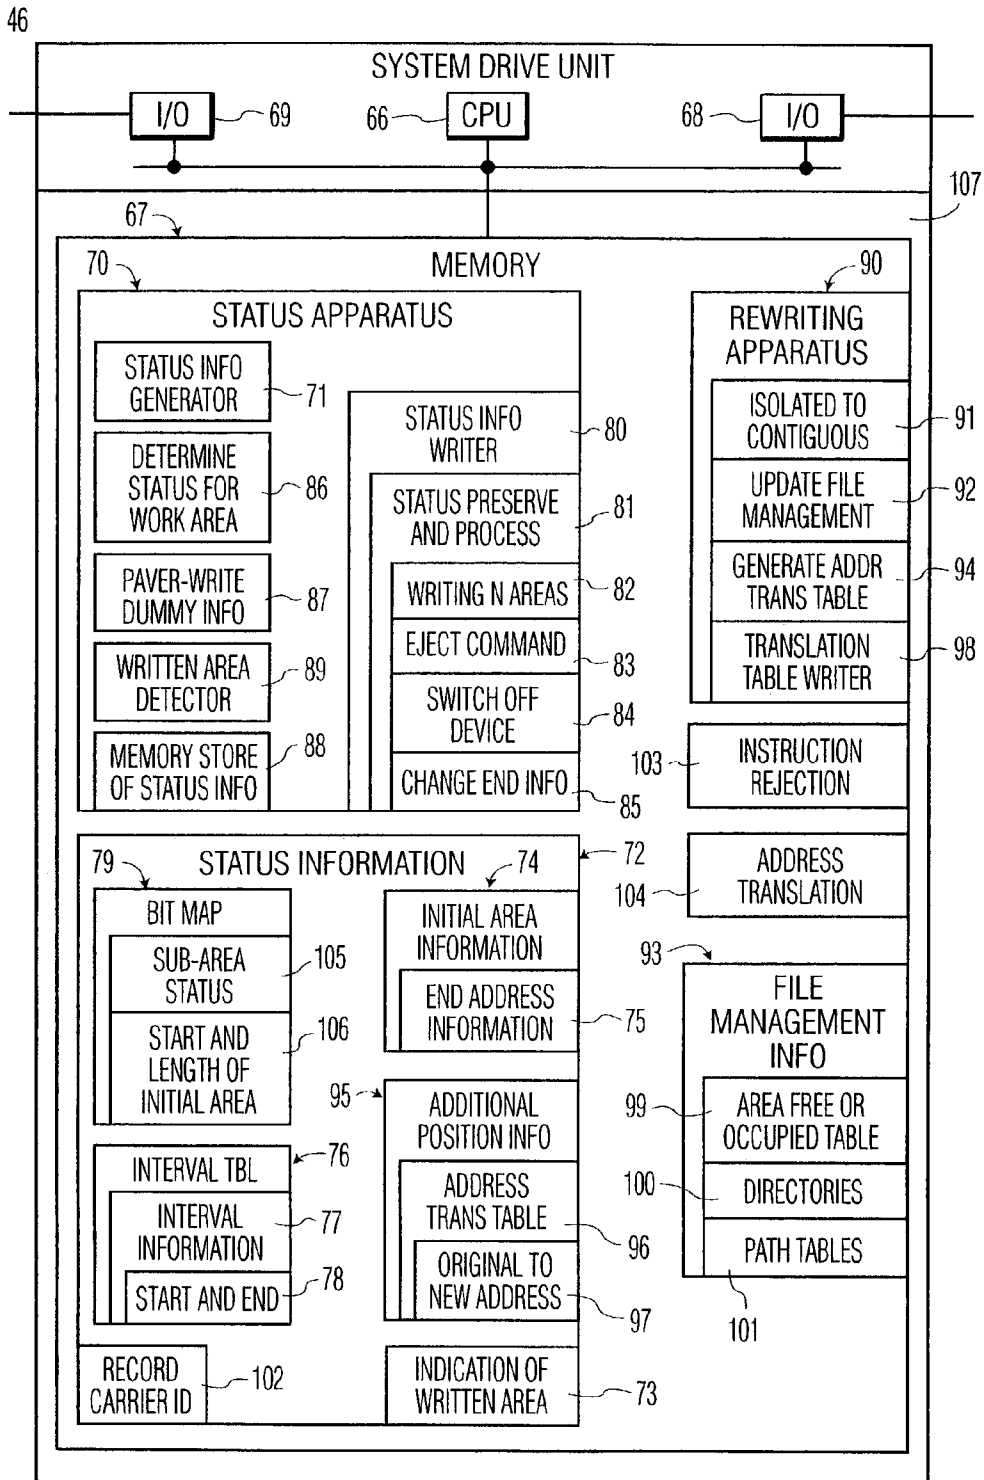 46
SYSTEM DRIVE UNIT
I/O 69 66 CPU 68 I/O
107
67
MEMORY
70
STATUS APPARATUS
STATUS INFO
GENERATOR
71
DETERMINE
STATUS FOR
WORK AREA
86
PAVER-WRITE
DUMMY INFO
87
WRITTEN AREA
DETECTOR
89
MEMORY STORE
OF STATUS INFO
88
STATUS INFO
WRITER
80
STATUS PRESERVE
AND PROCESS
81
WRITING N AREAS
82
EJECT COMMAND
83
SWITCH OFF
DEVICE
84
CHANGE END INFO
85
90
REWRITING
APPARATUS
ISOLATED TO
CONTIGUOUS
91
UPDATE FILE
MANAGEMENT
92
GENERATE ADDR
TRANS TABLE
94
TRANSLATION
TABLE WRITER
98
103
INSTRUCTION
REJECTION
104
ADDRESS
TRANSLATION
72
STATUS INFORMATION
79
BIT MAP
SUB-AREA
STATUS
105
START AND
LENGTH OF
INITIAL AREA
106
INTERVAL TBL
76
INTERVAL
INFORMATION
77
START AND END
78
RECORD
CARRIER ID
102
74
INITIAL AREA
INFORMATION
END ADDRESS
INFORMATION
75
95
ADDITIONAL
POSITION INFO
ADDRESS
TRANS TABLE
96
ORIGINAL TO
NEW ADDRESS
97
INDICATION OF
WRITTEN AREA
73
93
FILE
MANAGEMENT
INFO
99
AREA FREE OR
OCCUPIED TABLE
100
DIRECTORIES
PATH TABLES
101